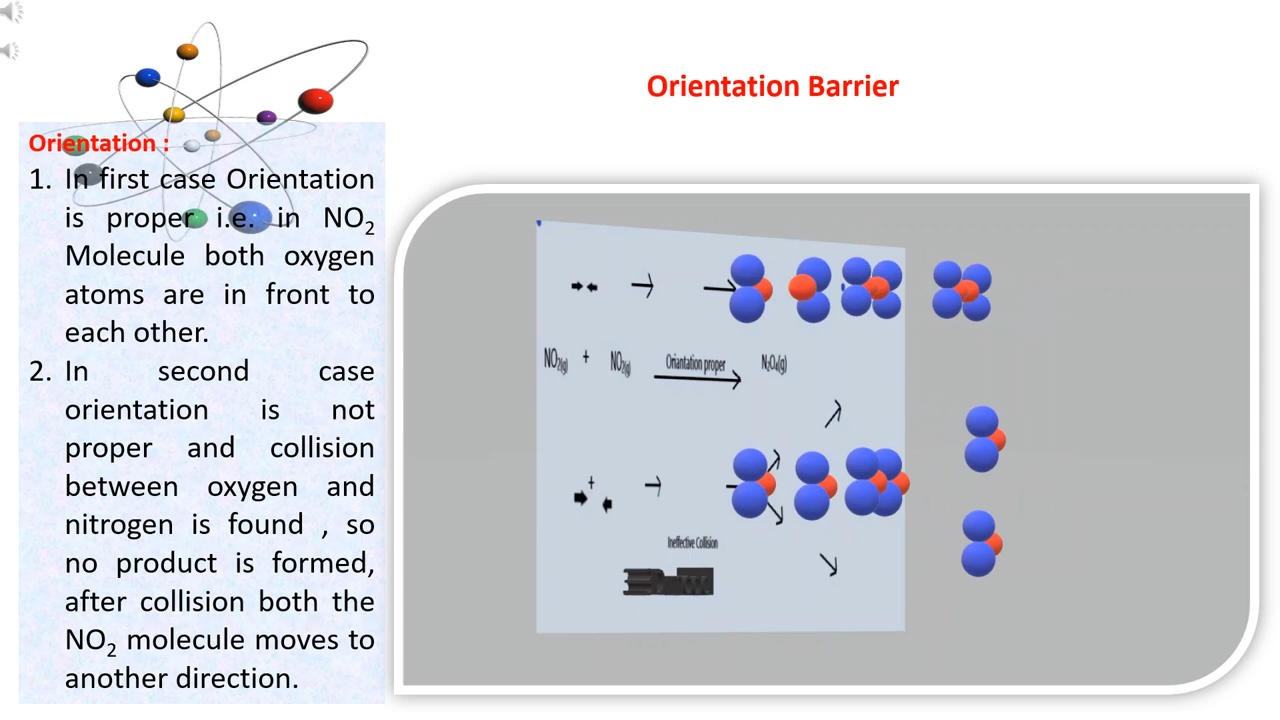 Orientation Barrier
Orientation :
1. In first case Orientation
is proper i.e. in NO₂
Molecule both oxygen
atoms are in front to
each other.
2. In second case
orientation is not
proper and collision
between oxygen and
nitrogen is found , so
no product is formed,
after collision both the
NO₂ molecule moves to
another direction.
NO₂(g) + NO₂(g) Oriantation proper N₂O₄(g)
+
Ineffective Collision